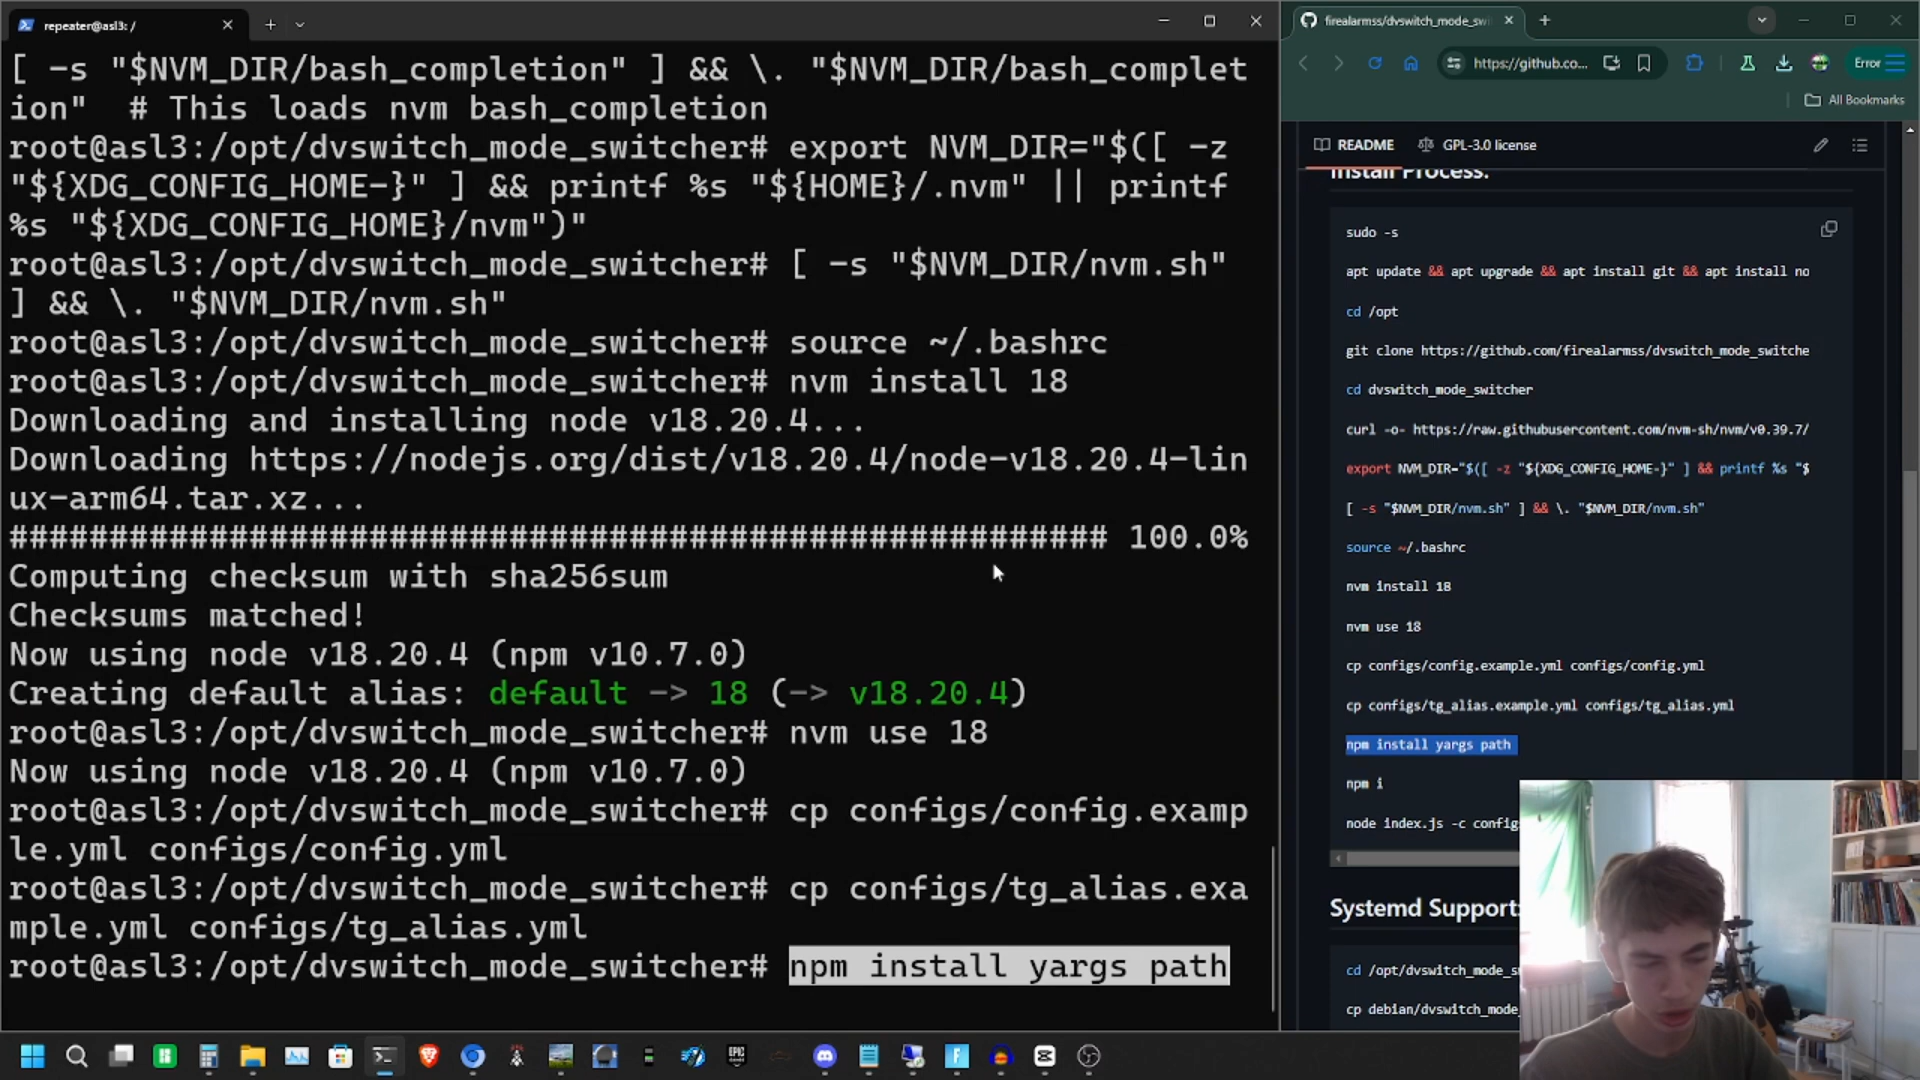 repeater@asl3: /
[ -s "$NVM_DIR/bash_completion" ] && \. "$NVM_DIR/bash_complet
ion"  # This loads nvm bash_completion
root@asl3:/opt/dvswitch_mode_switcher# export NVM_DIR="$([ -z
"${XDG_CONFIG_HOME-}" ] && printf %s "${HOME}/.nvm" || printf
%s "${XDG_CONFIG_HOME}/nvm")"
root@asl3:/opt/dvswitch_mode_switcher# [ -s "$NVM_DIR/nvm.sh"
] && \. "$NVM_DIR/nvm.sh"
root@asl3:/opt/dvswitch_mode_switcher# source ~/.bashrc
root@asl3:/opt/dvswitch_mode_switcher# nvm install 18
Downloading and installing node v18.20.4...
Downloading https://nodejs.org/dist/v18.20.4/node-v18.20.4-lin
ux-arm64.tar.xz...
####################################################### 100.0%
Computing checksum with sha256sum
Checksums matched!
Now using node v18.20.4 (npm v10.7.0)
Creating default alias: default -> 18 (-> v18.20.4)
root@asl3:/opt/dvswitch_mode_switcher# nvm use 18
Now using node v18.20.4 (npm v10.7.0)
root@asl3:/opt/dvswitch_mode_switcher# cp configs/config.examp
le.yml configs/config.yml
root@asl3:/opt/dvswitch_mode_switcher# cp configs/tg_alias.exa
mple.yml configs/tg_alias.yml
root@asl3:/opt/dvswitch_mode_switcher# npm install yargs path
firealarmss/dvswitch_mode_swi
https://github.co...
Error
All Bookmarks
README
GPL-3.0 license
Install Process:
sudo -s
apt update && apt upgrade && apt install git && apt install no
cd /opt
git clone https://github.com/firealarmss/dvswitch_mode_switche
cd dvswitch_mode_switcher
curl -o- https://raw.githubusercontent.com/nvm-sh/nvm/v0.39.7/
export NVM_DIR="$([ -z "${XDG_CONFIG_HOME-}" ] && printf %s "$
[ -s "$NVM_DIR/nvm.sh" ] && \. "$NVM_DIR/nvm.sh"
source ~/.bashrc
nvm install 18
nvm use 18
cp configs/config.example.yml configs/config.yml
cp configs/tg_alias.example.yml configs/tg_alias.yml
npm install yargs path
npm i
node index.js -c config
Systemd Support:
cd /opt/dvswitch_mode_s
cp debian/dvswitch_mode_
EPIC